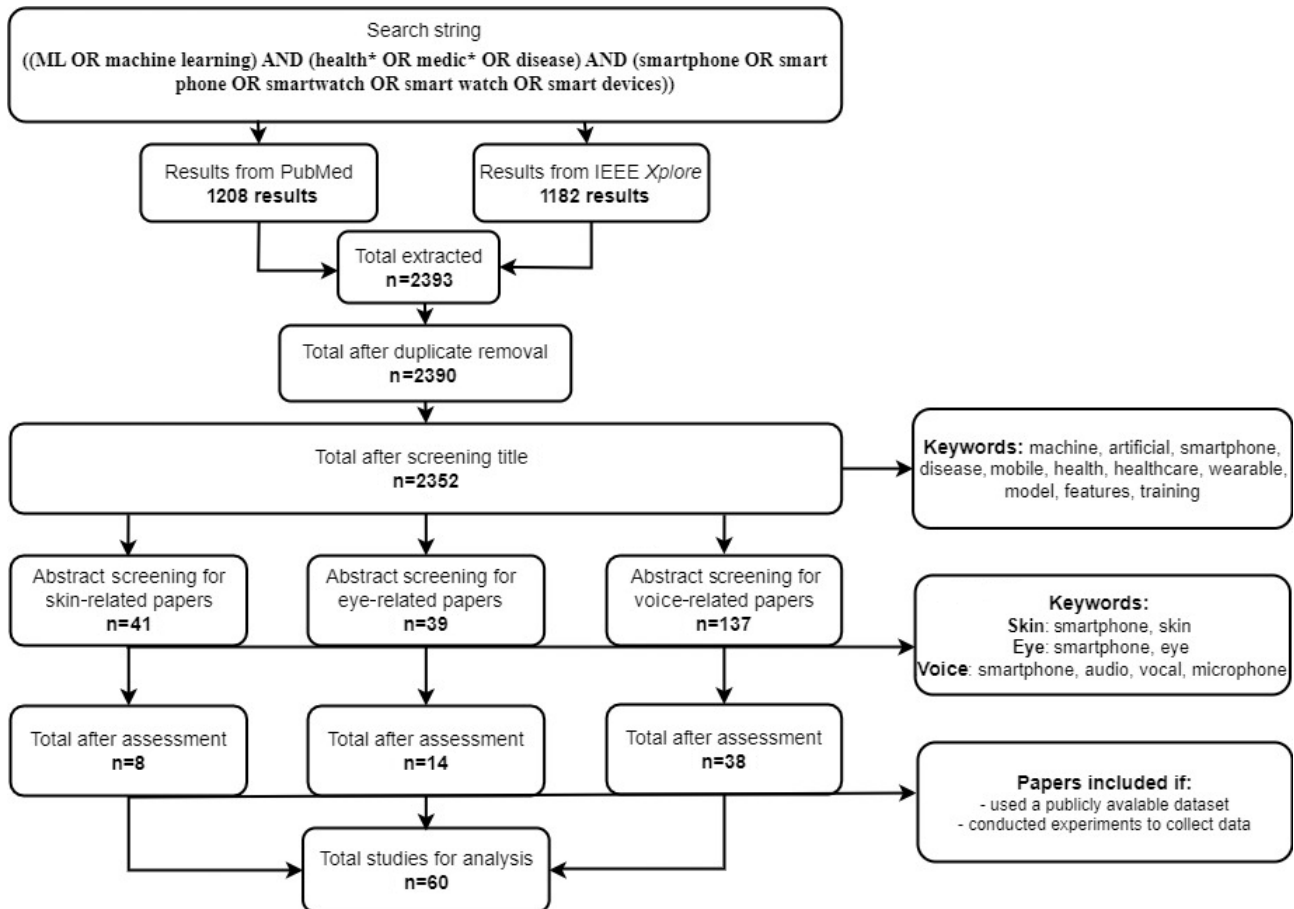 Search string
((ML OR machine learning) AND (health* OR medic* OR disease) AND (smartphone OR smart
phone OR smartwatch OR smart watch OR smart devices))
Results from PubMed
1208 results
Results from IEEE Xplore
1182 results
Total extracted
n=2393
Total after duplicate removal
n=2390
Total after screening title
n=2352
Keywords: machine, artificial, smartphone,
disease, mobile, health, healthcare, wearable,
model, features, training
Abstract screening for
skin-related papers
n=41
Abstract screening for
eye-related papers
n=39
Abstract screening for
voice-related papers
n=137
Keywords:
Skin: smartphone, skin
Eye: smartphone, eye
Voice: smartphone, audio, vocal, microphone
Total after assessment
n=8
Total after assessment
n=14
Total after assessment
n=38
Papers included if:
- used a publicly avalable dataset
- conducted experiments to collect data
Total studies for analysis
n=60